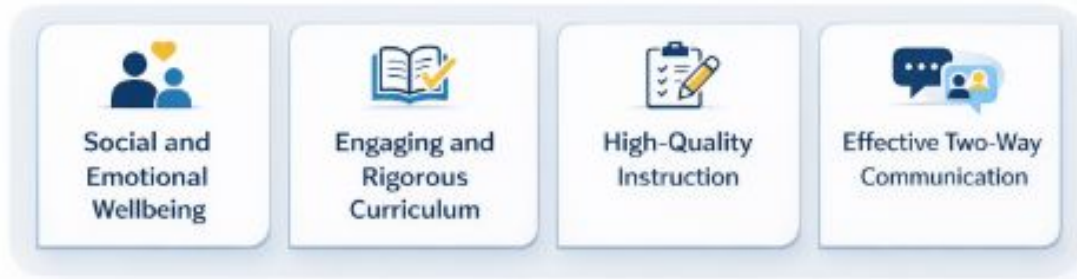 Social and
Emotional
Wellbeing
Engaging and
Rigorous
Curriculum
High-Quality
Instruction
Effective Two-Way
Communication